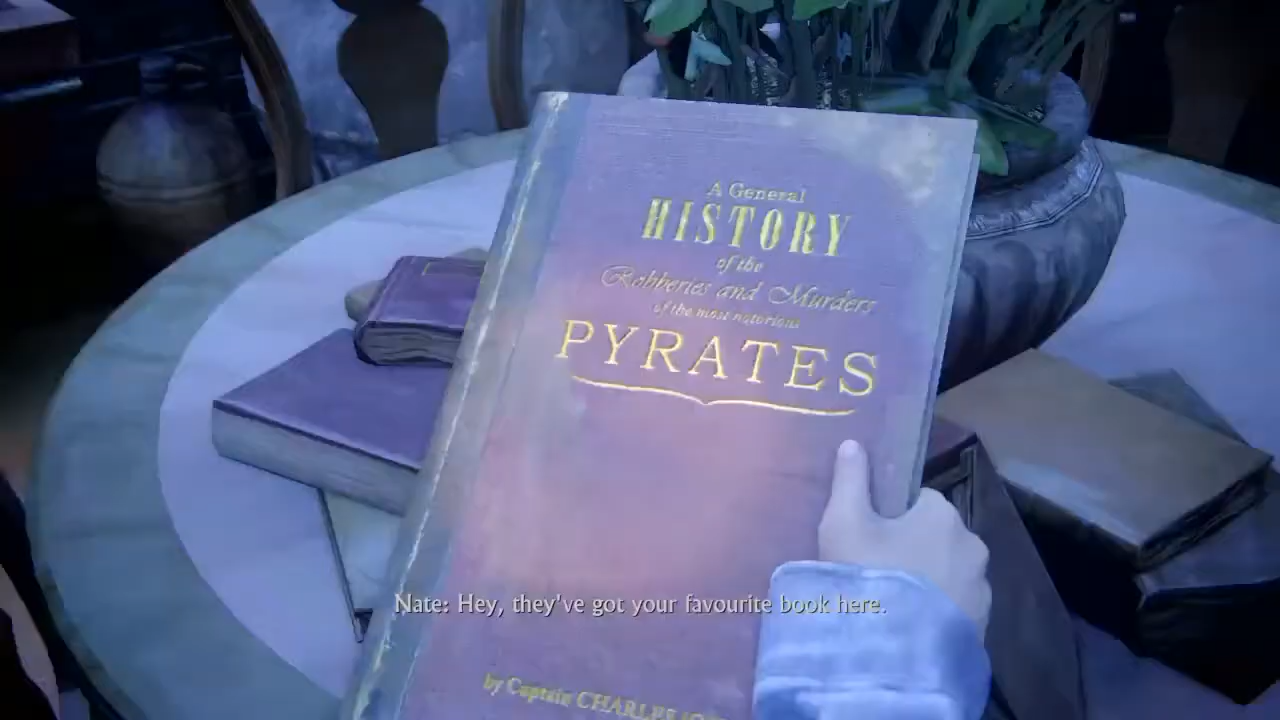 A General
HISTORY
of the
Robberies and Murders
of the most notorious
PYRATES
Nate: Hey, they've got your favourite book here.
by Captain CHARLES